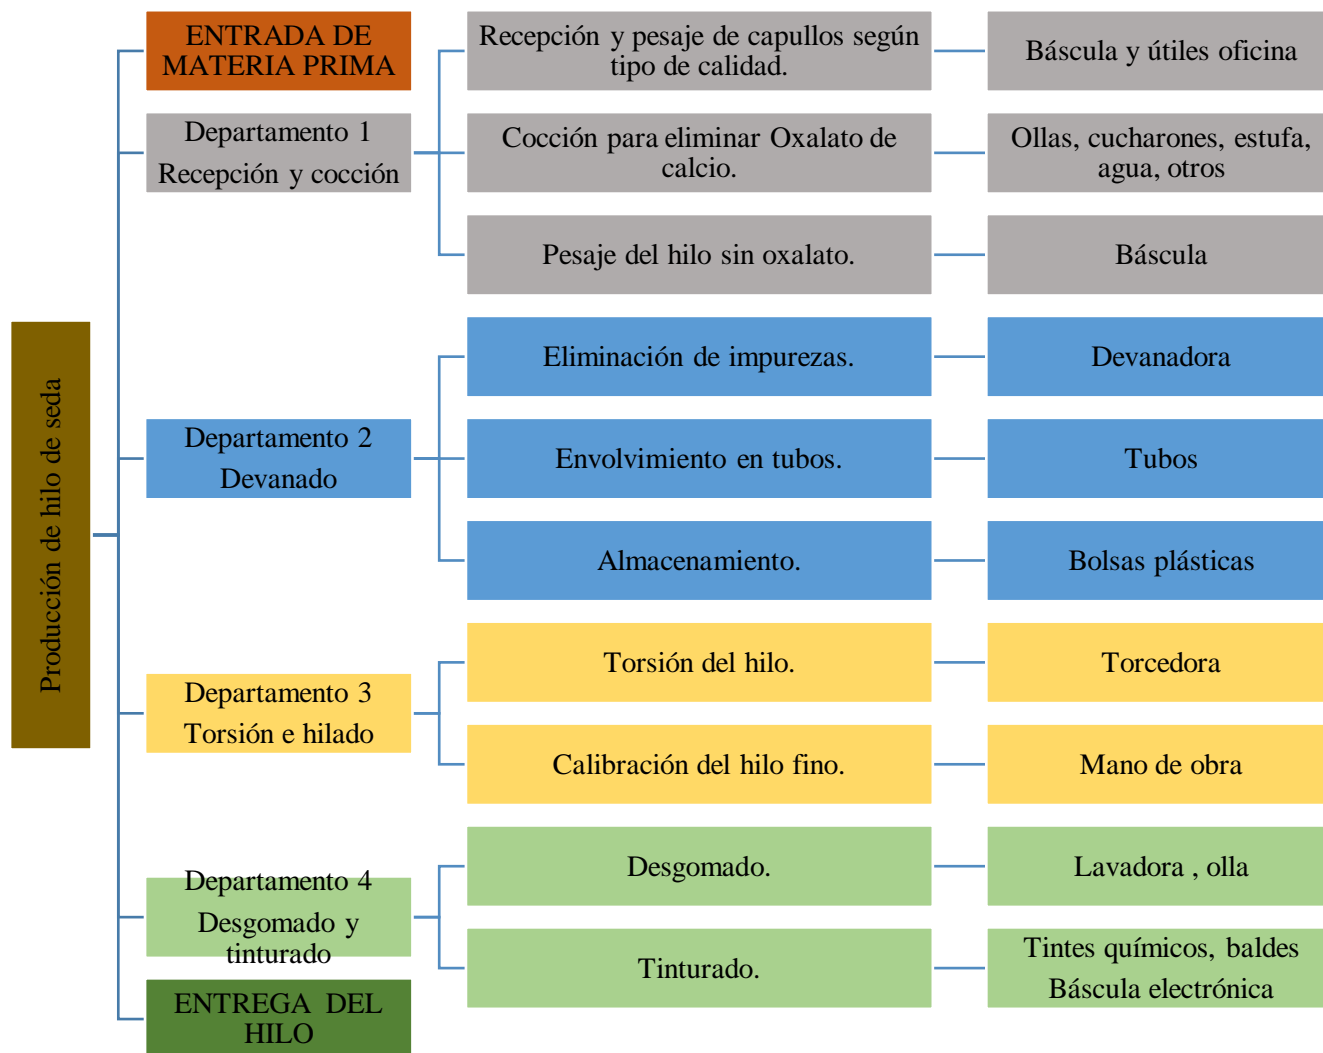 Producción de hilo de seda
ENTRADA DE
MATERIA PRIMA
Departamento 1
Recepción y cocción
Recepción y pesaje de capullos según
tipo de calidad.
Báscula y útiles oficina
Cocción para eliminar Oxalato de
calcio.
Ollas, cucharones, estufa,
agua, otros
Pesaje del hilo sin oxalato.
Báscula
Departamento 2
Devanado
Eliminación de impurezas.
Devanadora
Envolvimiento en tubos.
Tubos
Almacenamiento.
Bolsas plásticas
Departamento 3
Torsión e hilado
Torsión del hilo.
Torcedora
Calibración del hilo fino.
Mano de obra
Departamento 4
Desgomado y
tinturado
Desgomado.
Lavadora , olla
Tinturado.
Tintes químicos, baldes
Báscula electrónica
ENTREGA DEL
HILO